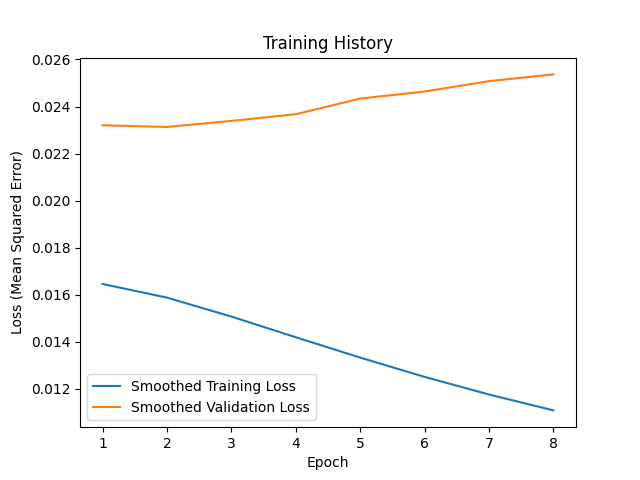 Training History
Loss (Mean Squared Error)
0.026
0.024
0.022
0.020
0.018
0.016
0.014
0.012
Smoothed Training Loss
Smoothed Validation Loss
1 2 3 4 5 6 7 8
Epoch